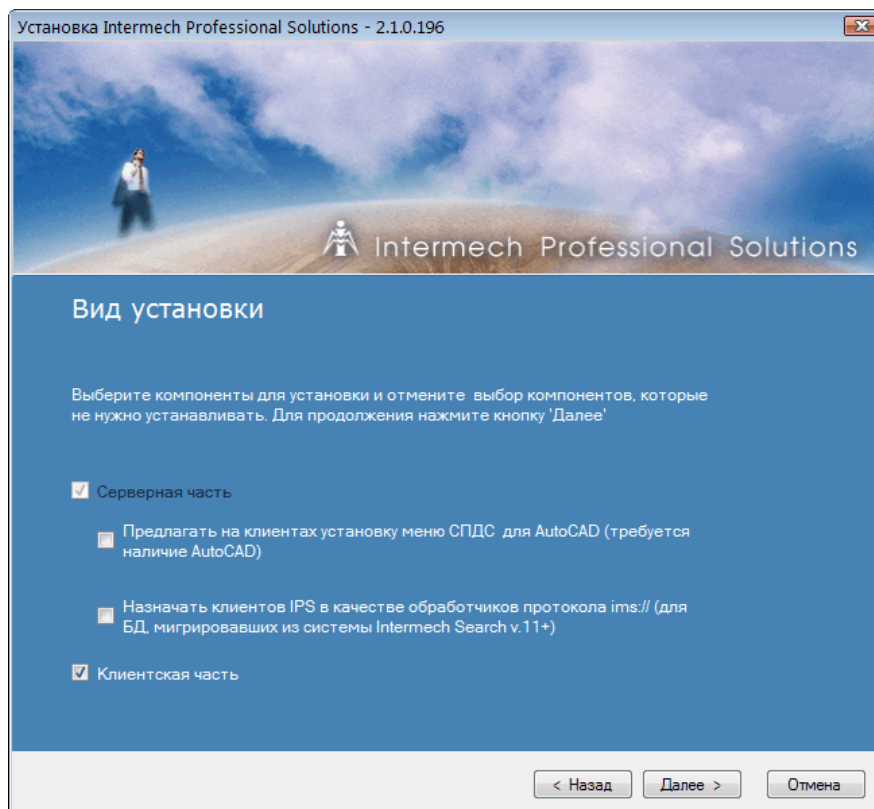 Установка Intermech Professional Solutions - 2.1.0.196
Intermech Professional Solutions
Вид установки
Выберите компоненты для установки и отмените выбор компонентов, которые
не нужно устанавливать. Для продолжения нажмите кнопку 'Далее'
Серверная часть
Предлагать на клиентах установку меню СПДС для AutoCAD (требуется
наличие AutoCAD)
Назначать клиентов IPS в качестве обработчиков протокола ims:// (для
БД, мигрировавших из системы Intermech Search v.11+)
Клиентская часть
< Назад
Далее >
Отмена